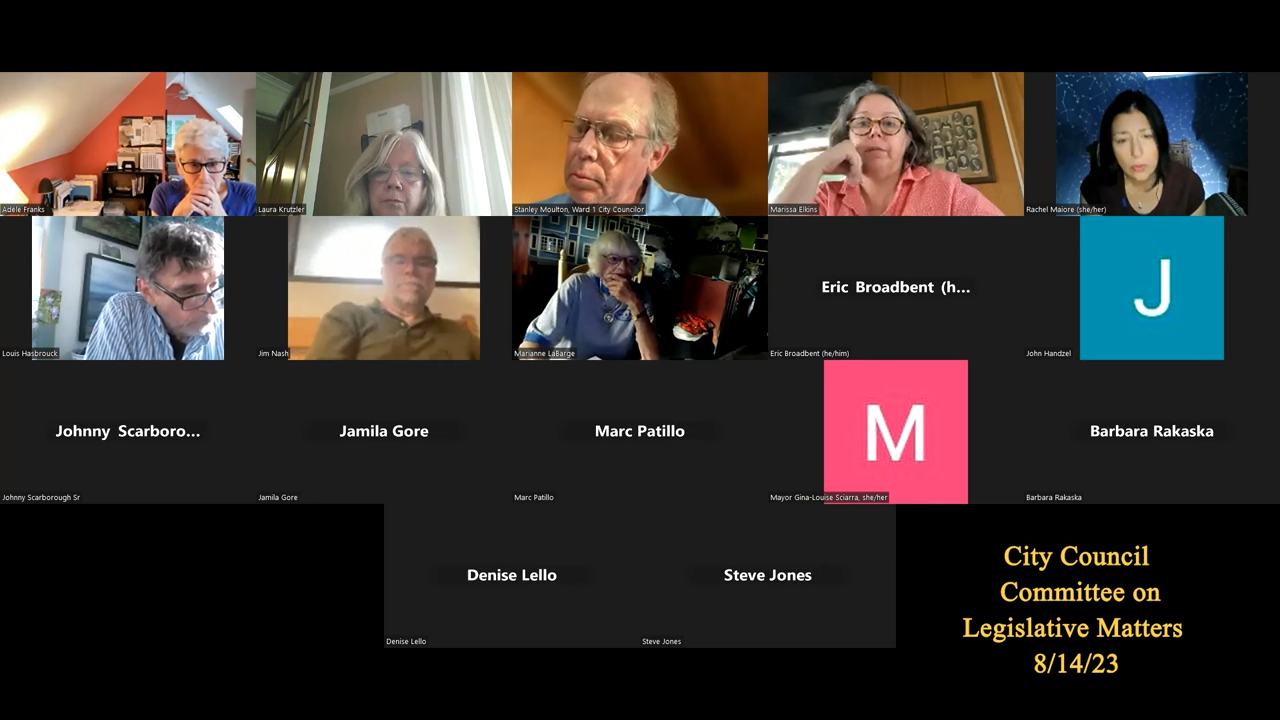 Adele Franks
Laura Krutzler
Stanley Moulton, Ward 1 City Councilor
Marissa Elkins
Rachel Maiore (she/her)
Eric Broadbent (h...
J
Louis Hasbrouck
Jim Nash
Marianne LaBarge
Eric Broadbent (he/him)
John Handzel
Johnny Scarboro...
Jamila Gore
Marc Patillo
M
Barbara Rakaska
Johnny Scarborough Sr
Jamila Gore
Marc Patillo
Mayor Gina-Louise Sciarra, she/her
Barbara Rakaska
Denise Lello
Steve Jones
Denise Lello
Steve Jones
City Council
Committee on
Legislative Matters
8/14/23